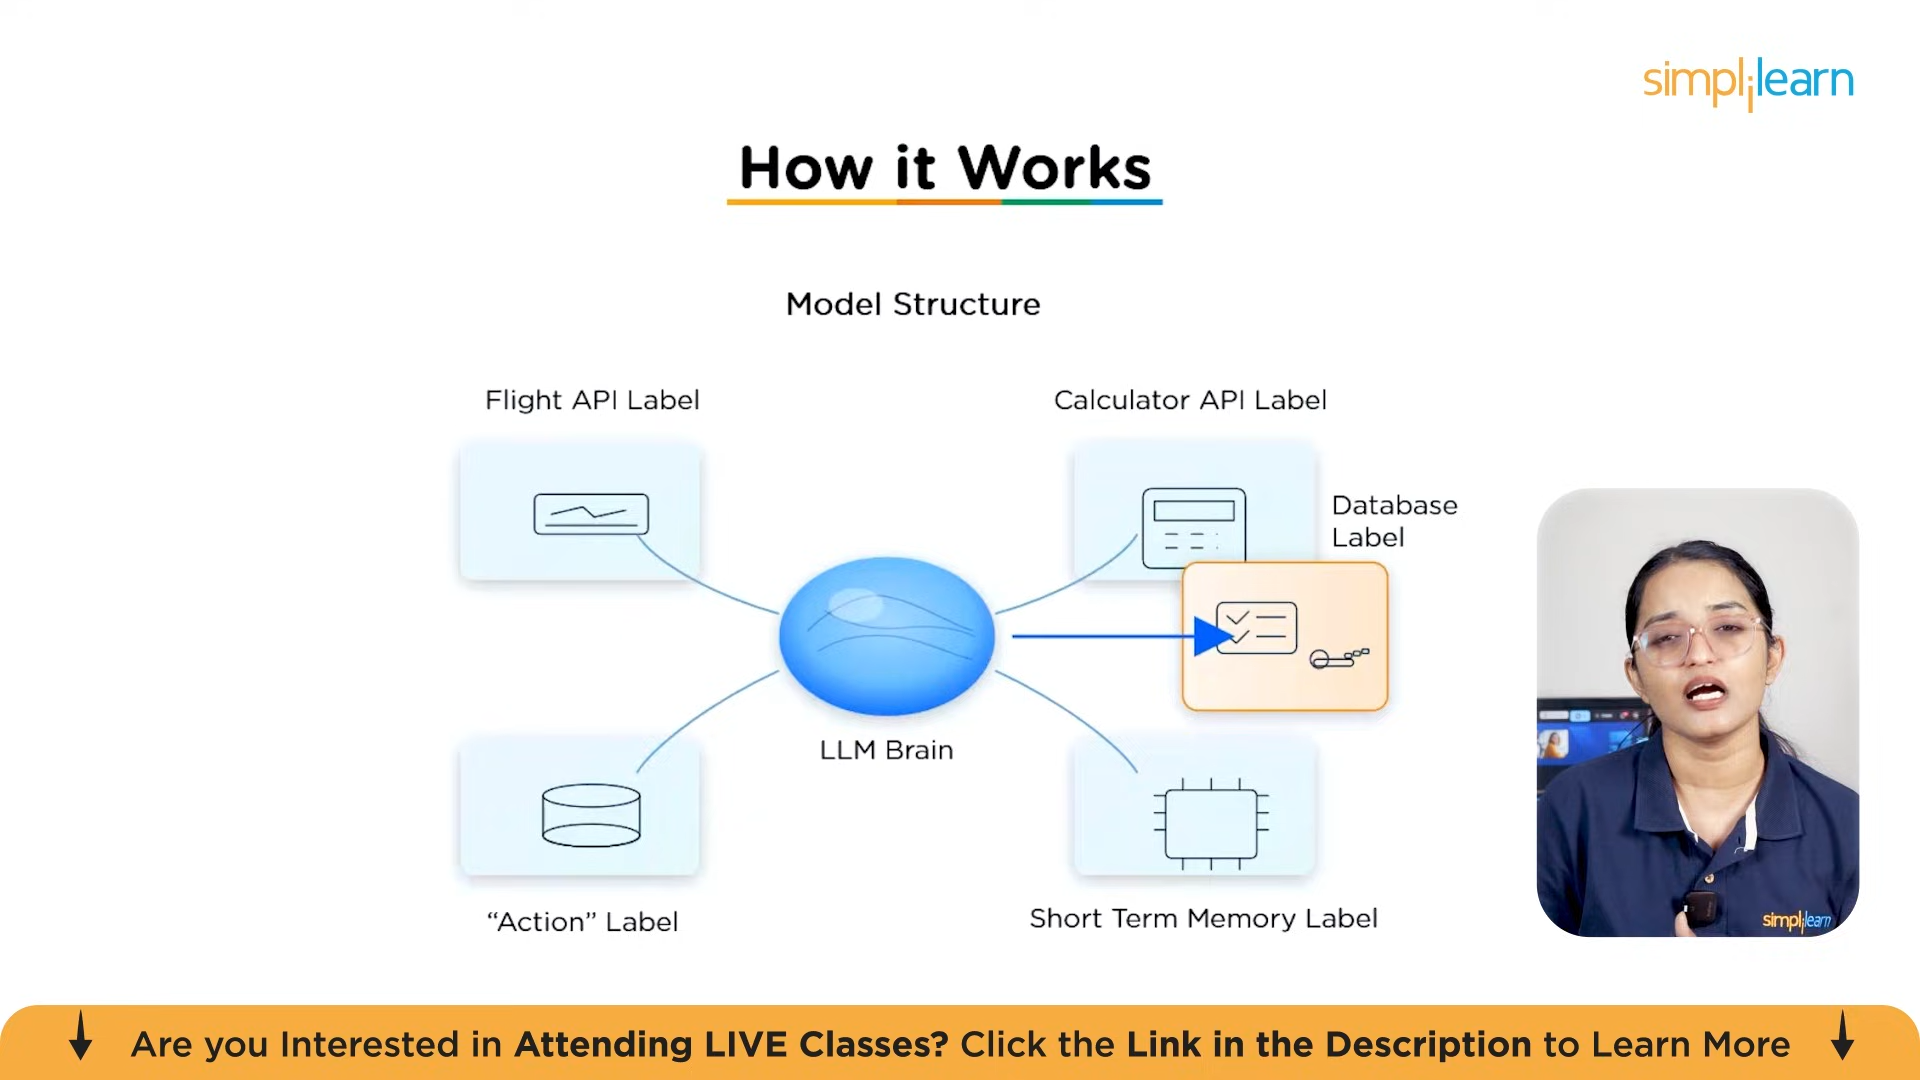 simplilearn
How it Works
Model Structure
Flight API Label
Calculator API Label
Database
Label
LLM Brain
“Action” Label
Short Term Memory Label
simplilearn
Are you Interested in Attending LIVE Classes? Click the Link in the Description to Learn More